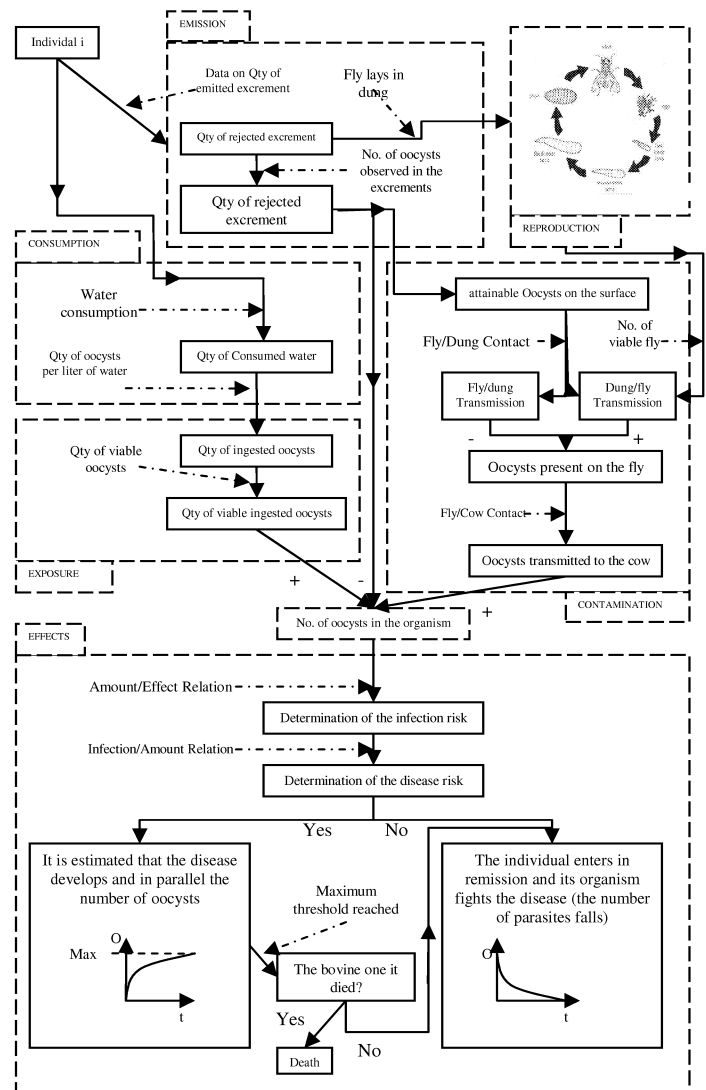 EMISSION
Individal i
Data on Qty of
emitted excrement
Fly lays in
dung
Qty of rejected excrement
No. of oocysts
observed in the
excrements
Qty of rejected
excrement
REPRODUCTION
CONSUMPTION
Water
consumption
Qty of Consumed water
Qty of oocysts
per liter of water
attainable Oocysts on the surface
Fly/Dung Contact
No. of
viable fly
Fly/dung
Transmission
Dung/fly
Transmission
-
+
Oocysts present on the fly
Fly/Cow Contact
Oocysts transmitted to the cow
CONTAMINATION
Qty of ingested oocysts
Qty of viable
oocysts
Qty of viable ingested oocysts
EXPOSURE
+
-
+
No. of oocysts in the organism
EFFECTS
Amount/Effect Relation
Determination of the infection risk
Infection/Amount Relation
Determination of the disease risk
Yes
No
It is estimated that the disease
develops and in parallel the
number of oocysts
O
Max
t
Maximum
threshold reached
The bovine one it
died?
Yes
No
Death
The individual enters in
remission and its organism
fights the disease (the number
of parasites falls)
O
t